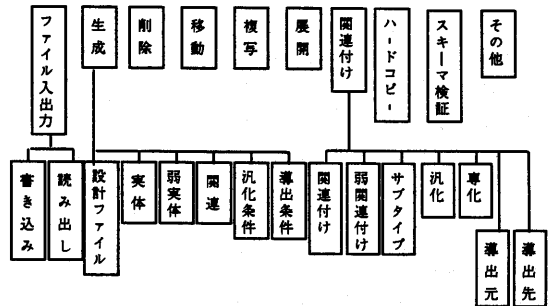 ファイル入出力
生成
削除
移動
複写
展開
関連付け
ハードコピー
スキーマ検証
その他
書き込み
読み出し
設計ファイル
実体
弱実体
関連
汎化条件
導出条件
関連付け
弱関連付け
サブタイプ
汎化
専化
導出元
導出先